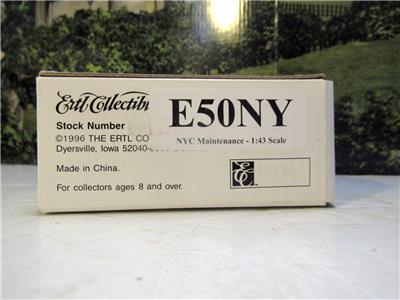 Ertl Collectibl
E50NY
Stock Number
©1996 THE ERTL CO
NYC Maintenance - 1:43 Scale
Dyersville, Iowa 52040-
Made in China.
For collectors ages 8 and over.